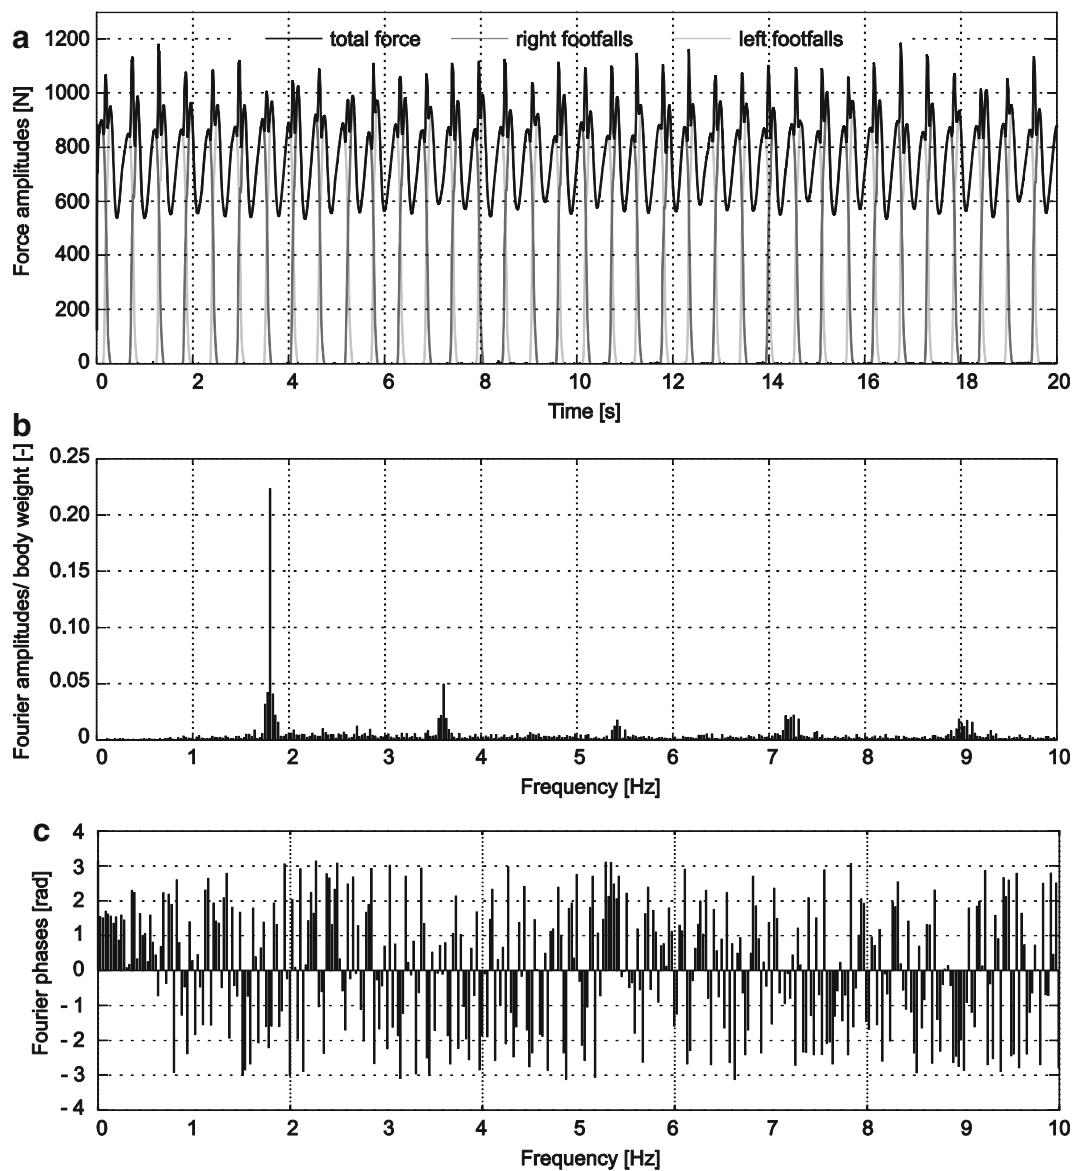 a
total force right footfalls left footfalls
Force amplitudes [N]
1200
1000
800
600
400
200
0
0 2 4 6 8 10 12 14 16 18 20
Time [s]
b
Fourier amplitudes/ body weight [-]
0.25
0.20
0.15
0.10
0.05
0
0 1 2 3 4 5 6 7 8 9 10
Frequency [Hz]
c
Fourier phases [rad]
4
3
2
1
0
- 1
- 2
- 3
- 4
0 1 2 3 4 5 6 7 8 9 10
Frequency [Hz]